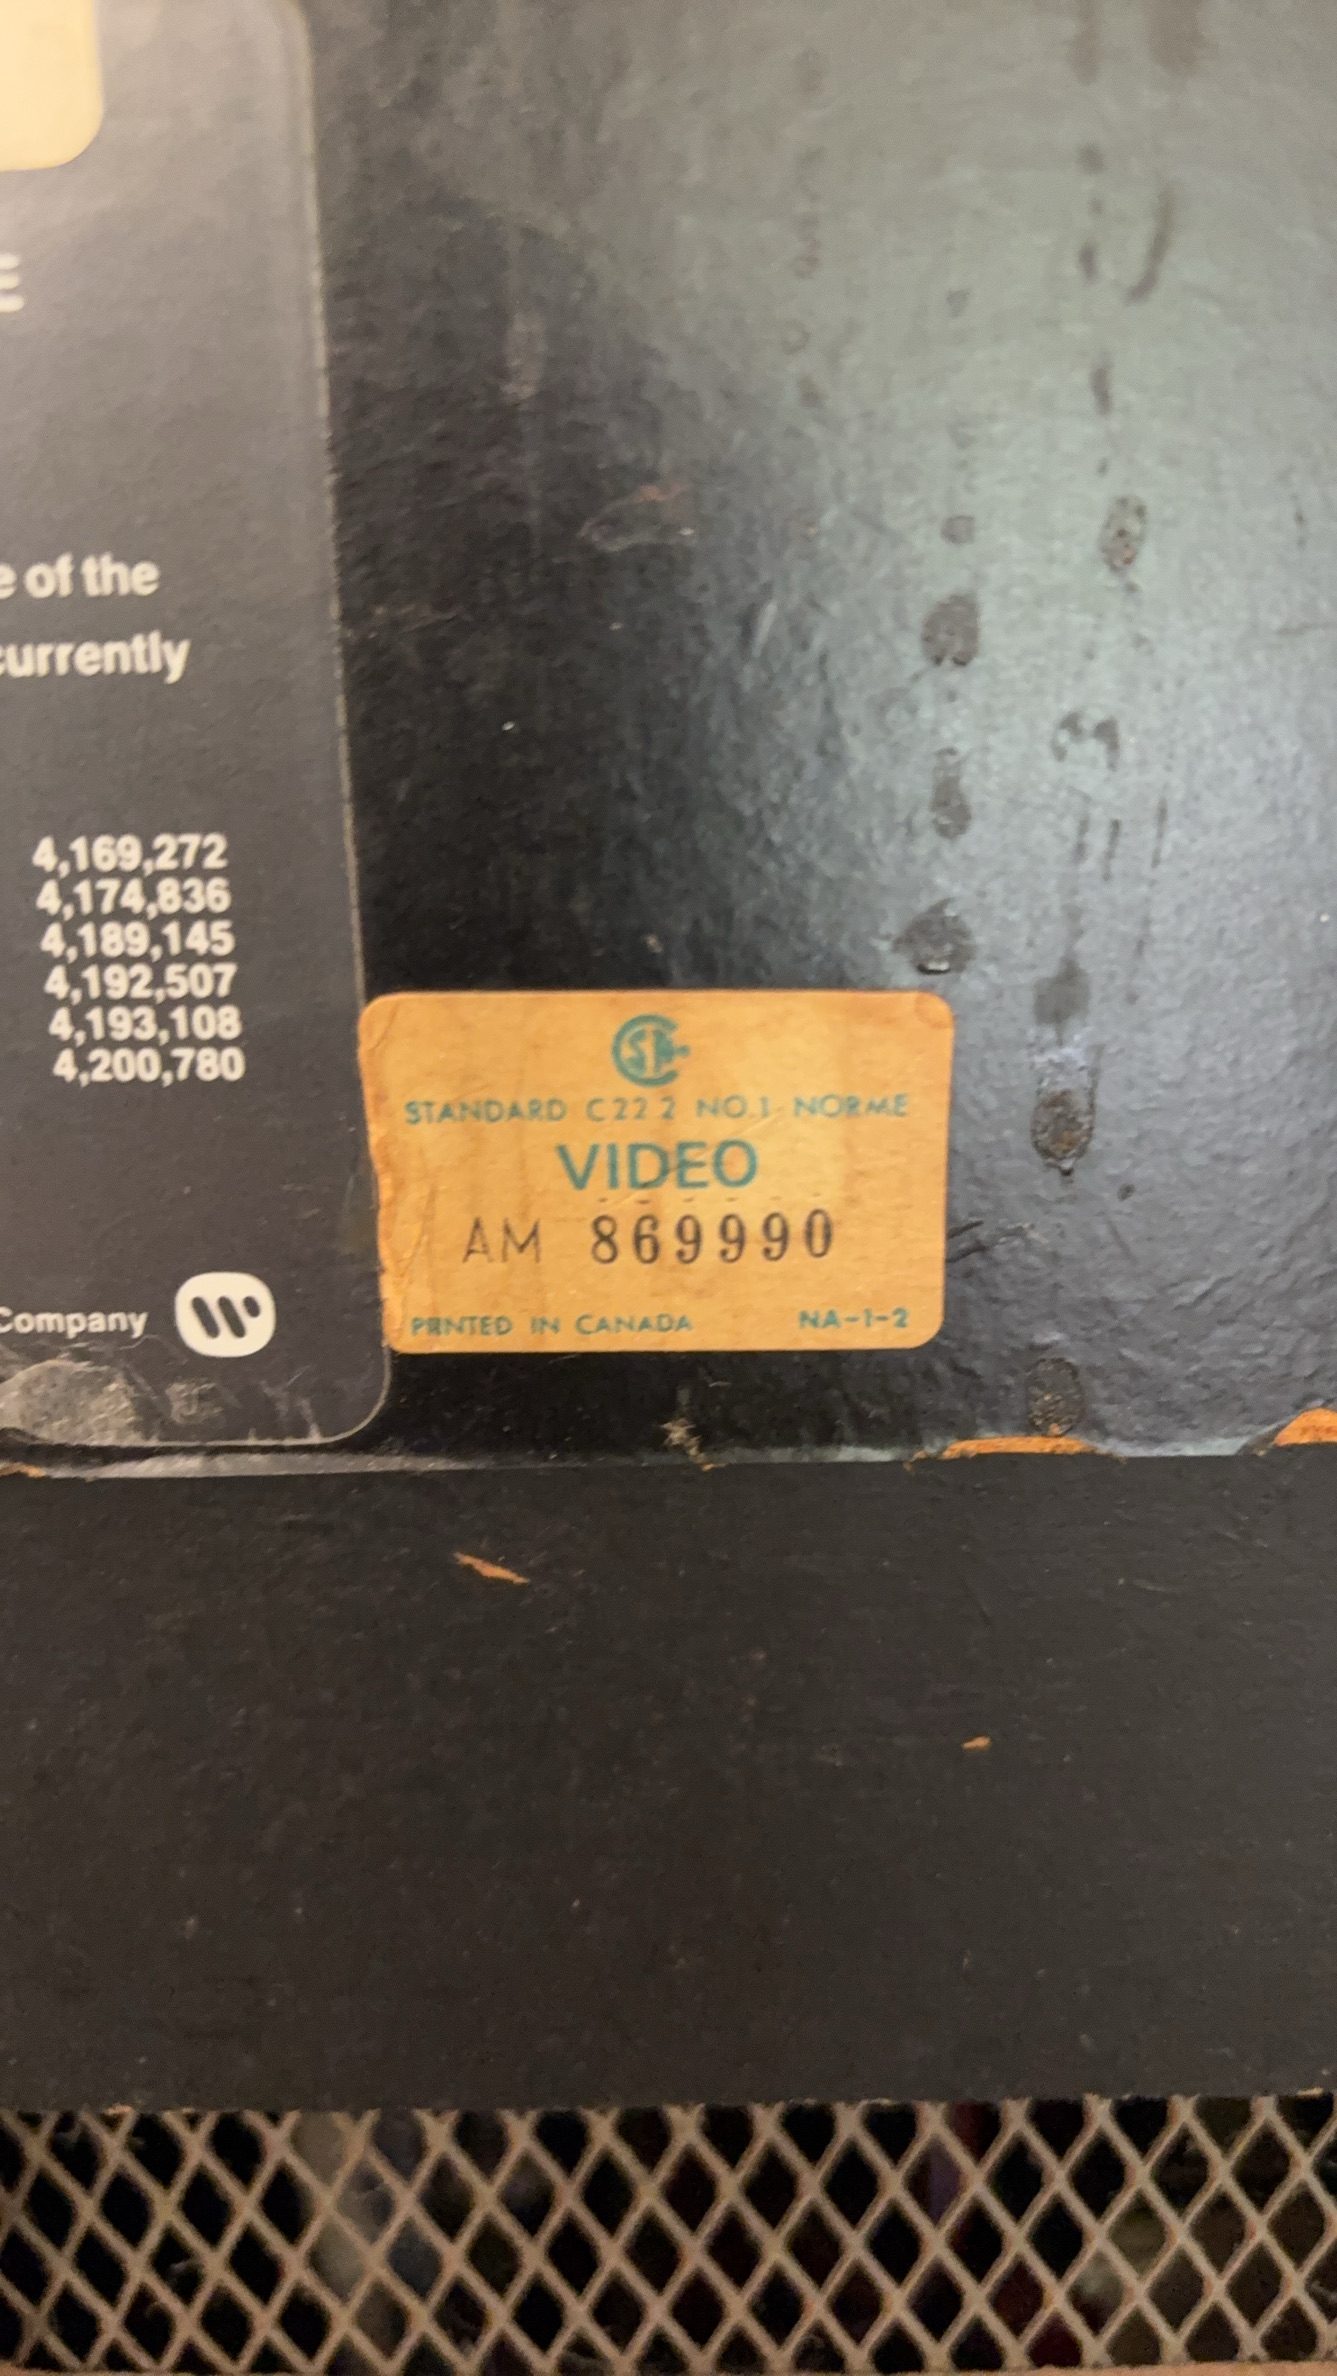 E
e of the
currently
4,169,272
4,174,836
4,189,145
4,192,507
4,193,108
4,200,780
Company
STANDARD C22 2 NO.1 NORME
VIDEO
AM 869990
PRINTED IN CANADA NA-1-2